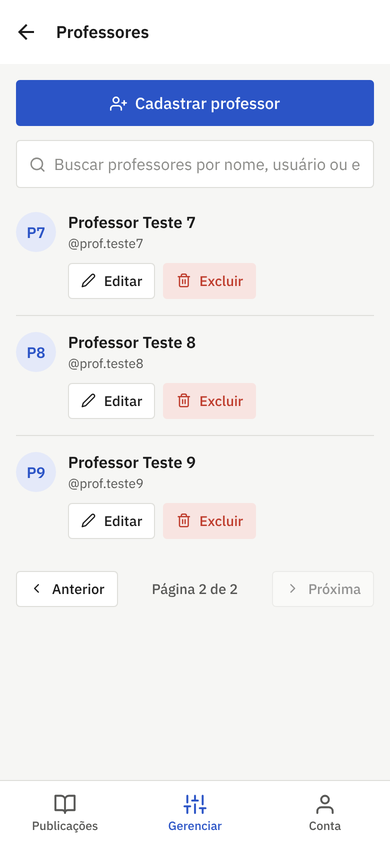 Professores
Cadastrar professor
Buscar professores por nome, usuário ou e
P7
Professor Teste 7
@prof.teste7
Editar
Excluir
P8
Professor Teste 8
@prof.teste8
Editar
Excluir
P9
Professor Teste 9
@prof.teste9
Editar
Excluir
Anterior
Página 2 de 2
Próxima
Publicações
Gerenciar
Conta